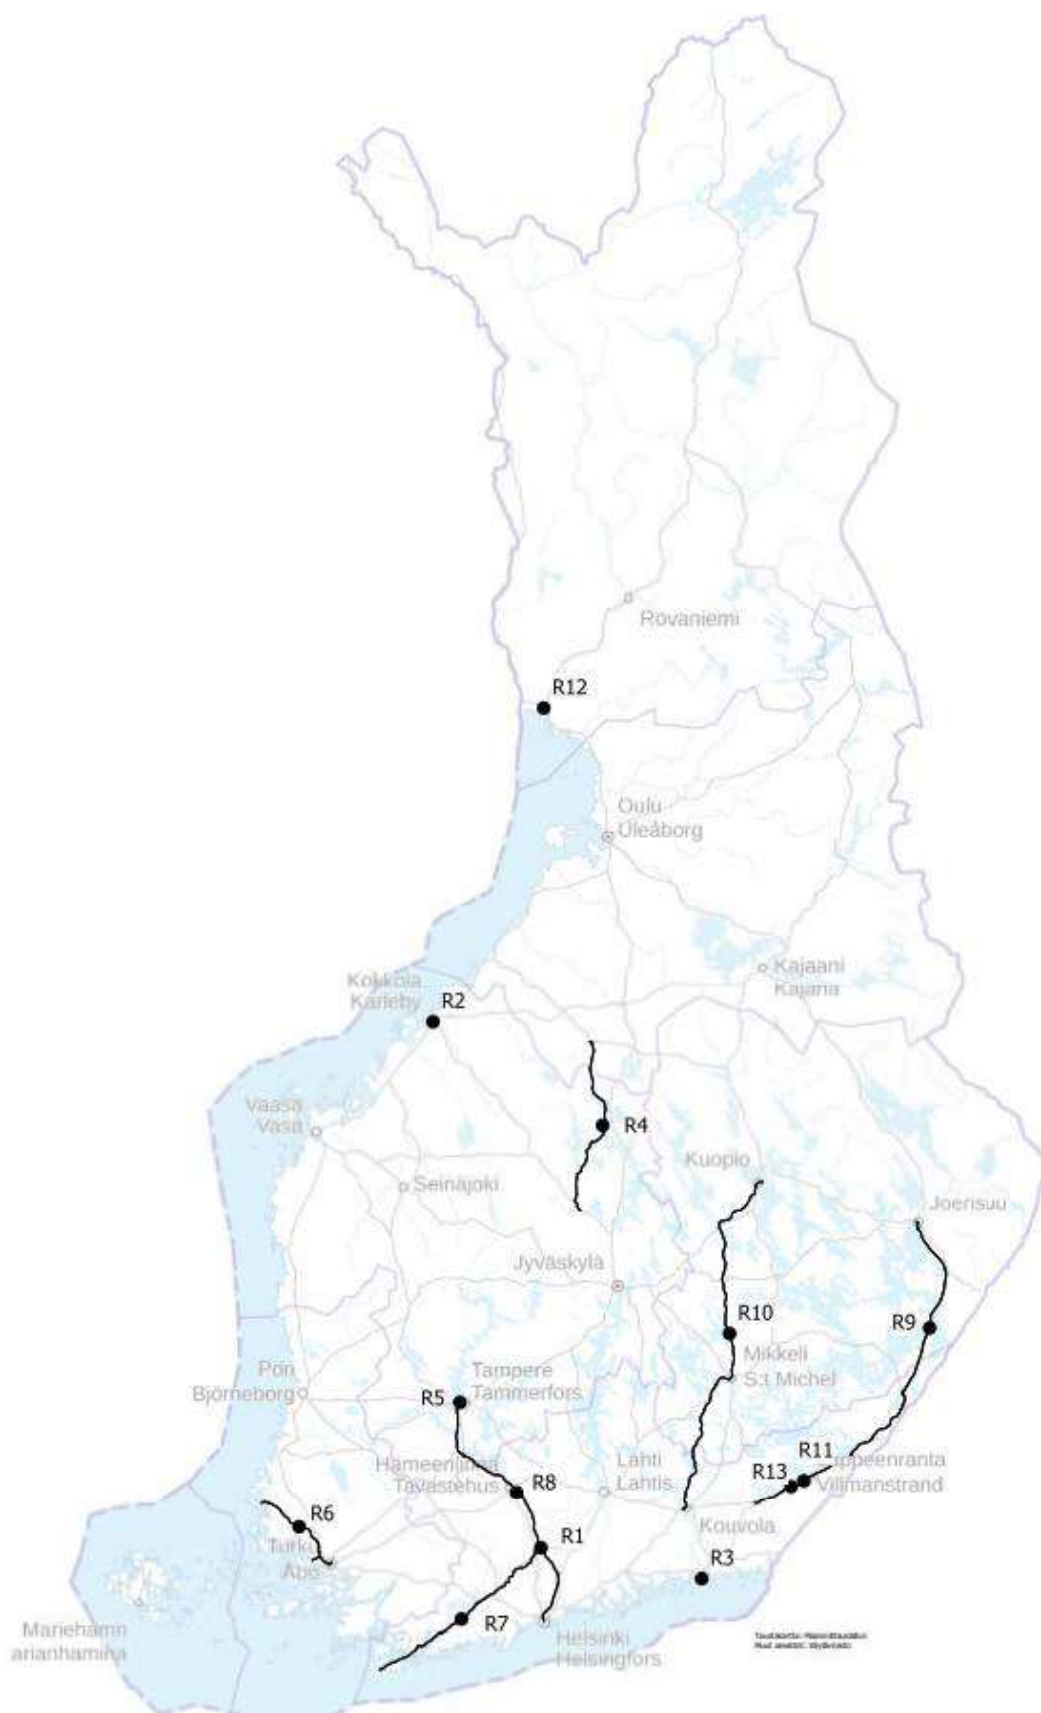 Rovaniemi
R12
Oulu
Uleåborg
Kajaani
Kajana
Kokkola
Karleby
R2
Vaasa
Vasa
R4
Kuopio
Seinäjoki
Joensuu
Jyväskylä
R10
R9
Mikkeli
S:t Michel
Pori
Björneborg
Tampere
Tammerfors
R5
R11
Hämeenlinna
Tavastehus
R8
Lahti
Lahtis
R13
Villmanstrand
R6
Kouvola
Turku
Åbo
R1
R3
R7
Mariehamn
arianhamina
Helsinki
Helsingfors